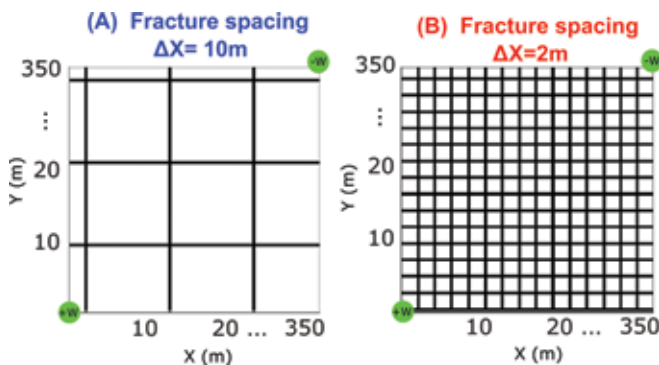 (A) Fracture spacing
ΔX= 10m
350
-W
...
20
10
Y (m)
+W
10 20 ... 350
X (m)
(B) Fracture spacing
ΔX=2m
350
-W
...
20
10
Y (m)
+W
10 20 ... 350
X (m)